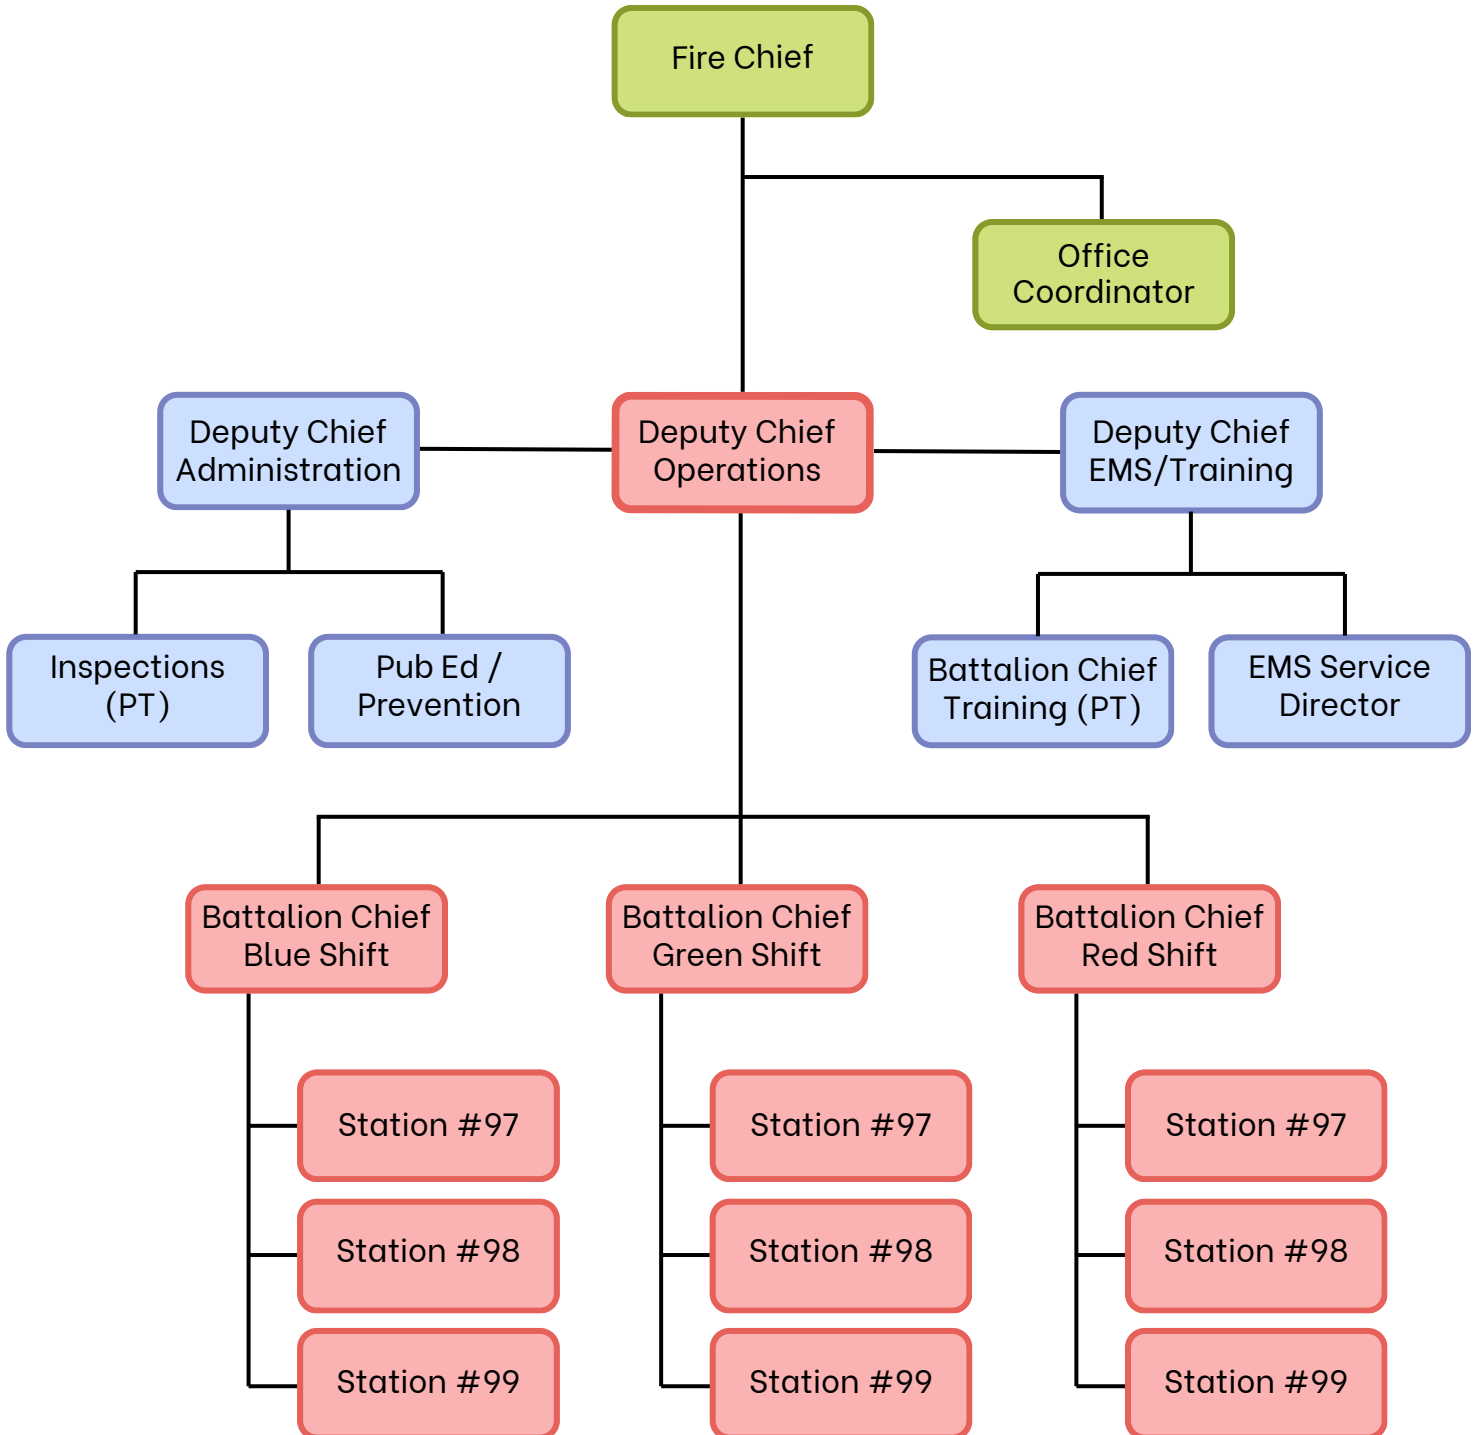 Fire Chief
Office
Coordinator
Deputy Chief
Administration
Deputy Chief
Operations
Deputy Chief
EMS/Training
Inspections
(PT)
Pub Ed /
Prevention
Battalion Chief
Training (PT)
EMS Service
Director
Battalion Chief
Blue Shift
Battalion Chief
Green Shift
Battalion Chief
Red Shift
Station #97
Station #97
Station #97
Station #98
Station #98
Station #98
Station #99
Station #99
Station #99